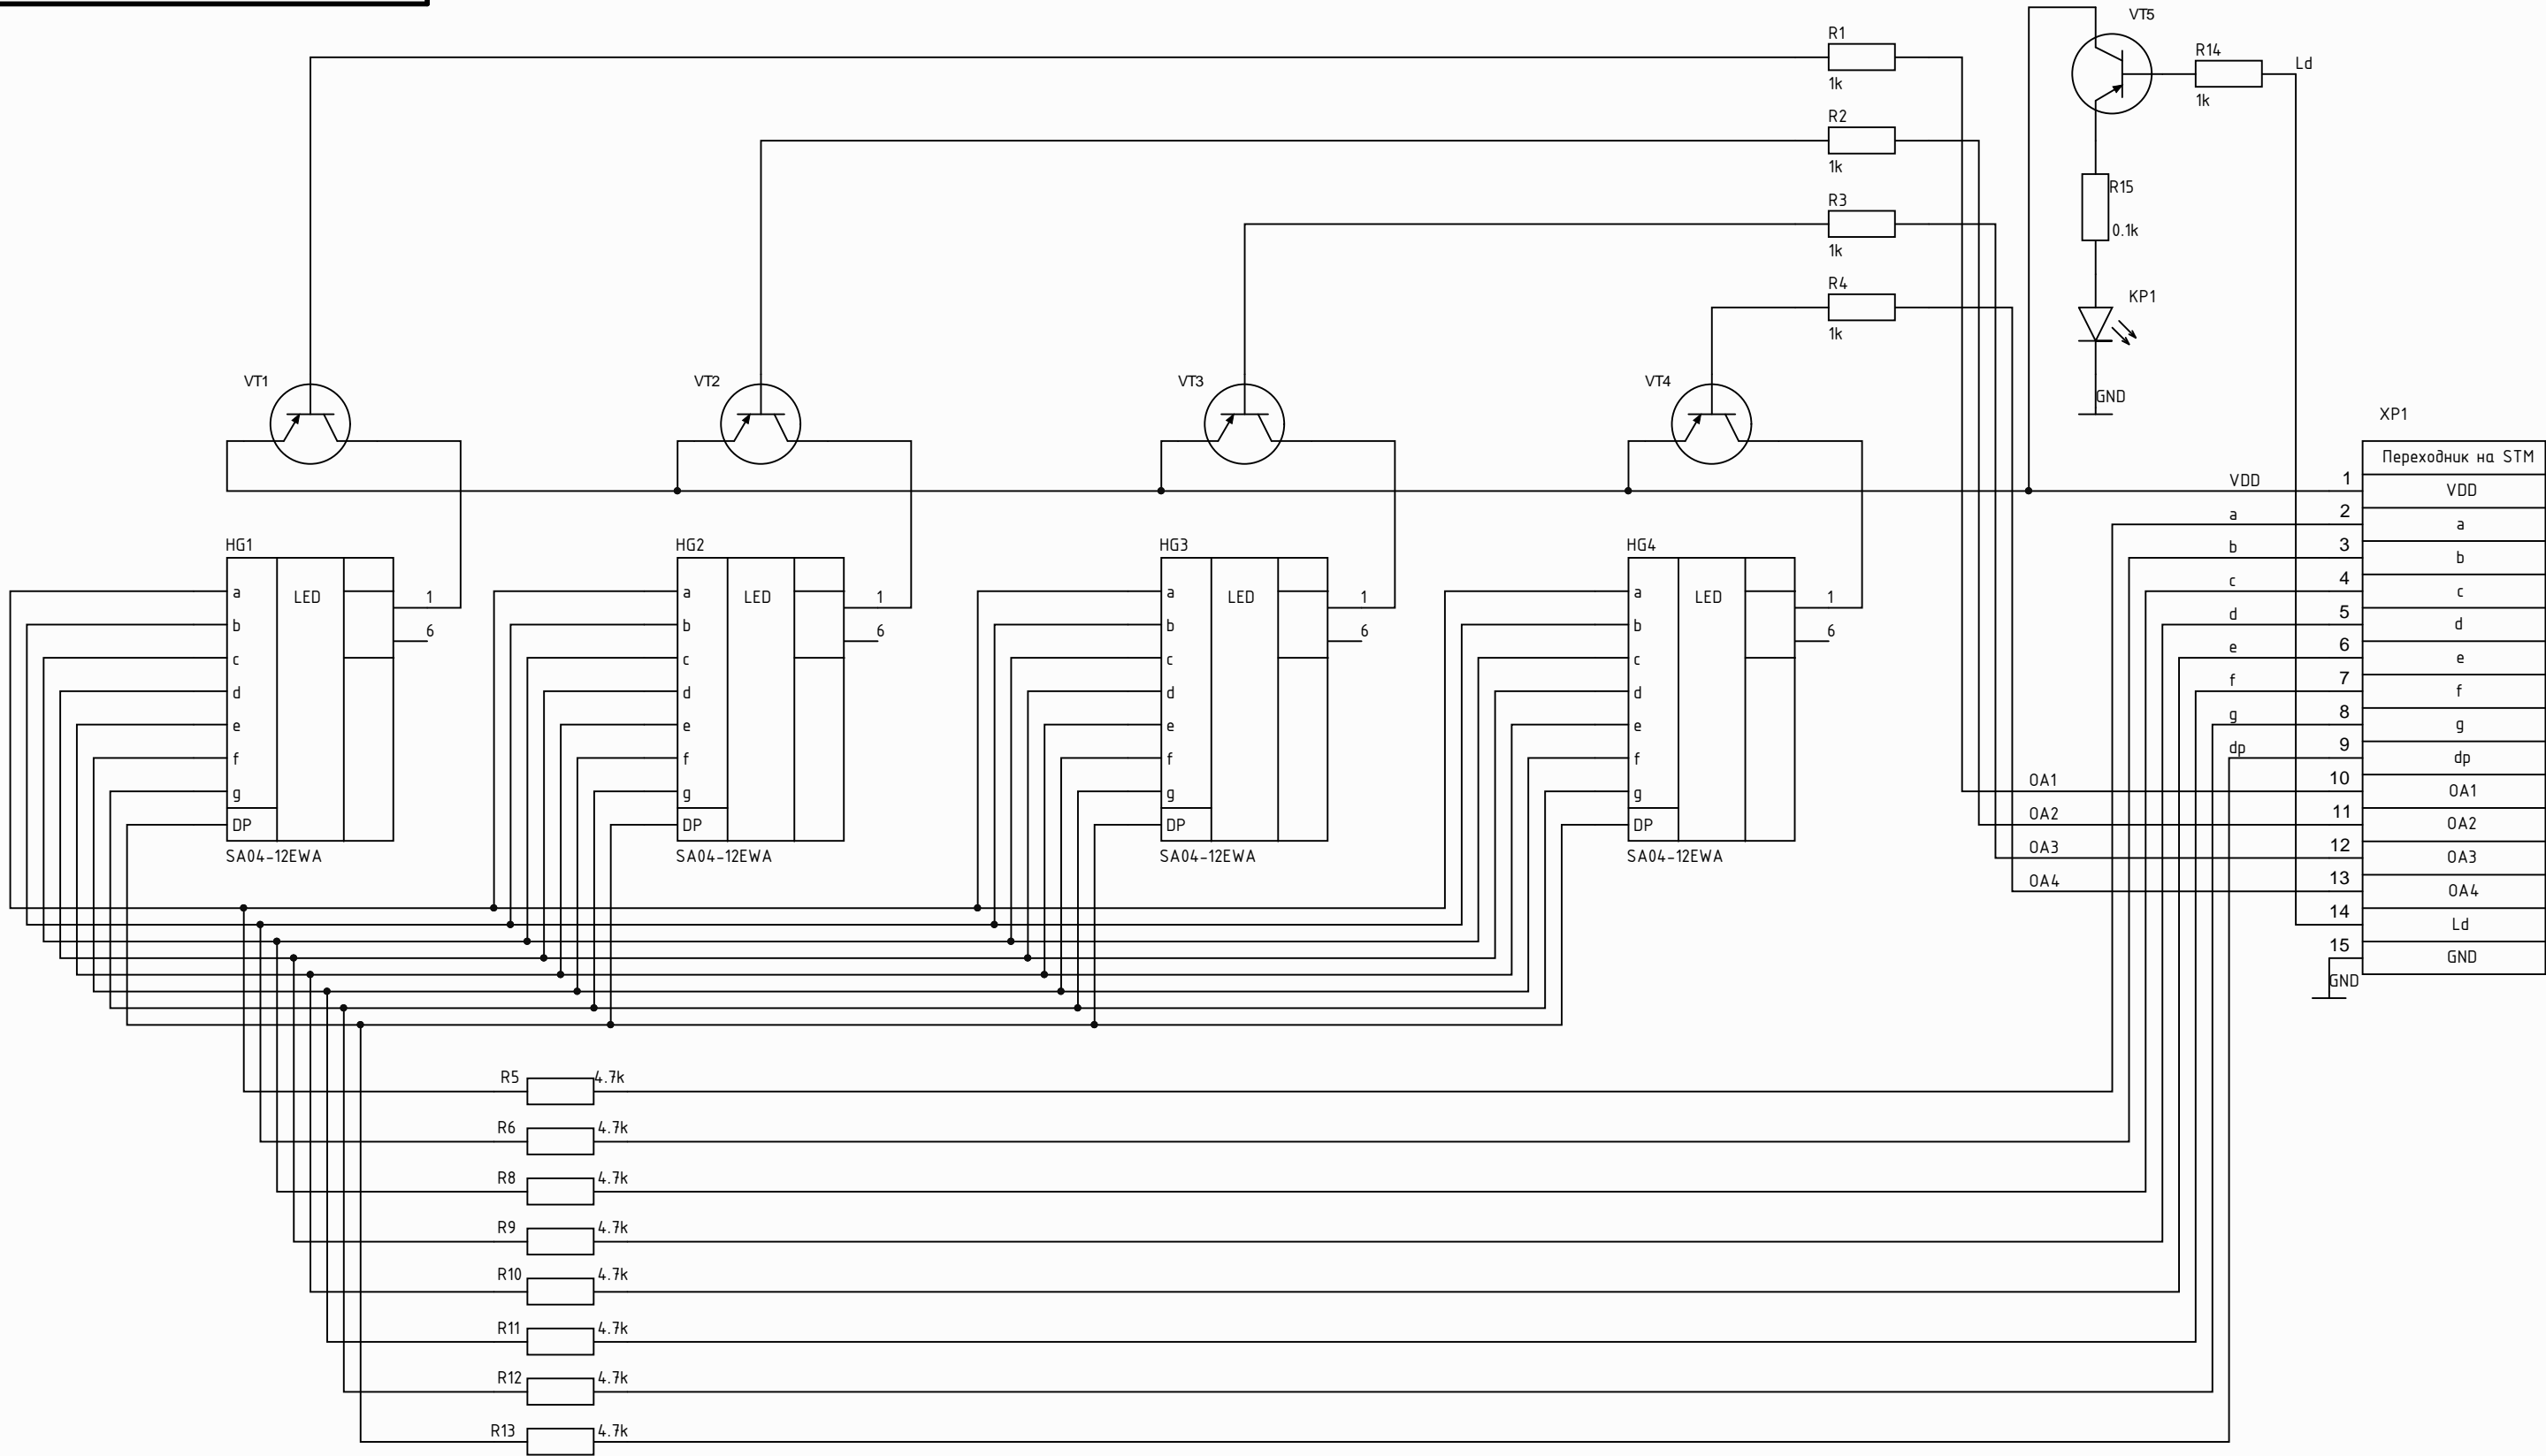 VT5
R1
R14
Ld
1k
1k
R2
1k
R15
R3
0.1k
1k
R4
KP1
1k
VT1
VT2
VT3
VT4
GND
XP1
Переходник на STM
VDD
1
VDD
a
2
a
b
3
b
c
4
c
d
5
d
e
6
e
f
7
f
g
8
g
dp
9
dp
OA1
10
OA1
OA2
11
OA2
OA3
12
OA3
OA4
13
OA4
14
Ld
15
GND
GND
HG1
a
LED
1
b
6
c
d
e
f
g
DP
SA04-12EWA
HG2
a
LED
1
b
6
c
d
e
f
g
DP
SA04-12EWA
HG3
a
LED
1
b
6
c
d
e
f
g
DP
SA04-12EWA
HG4
a
LED
1
b
6
c
d
e
f
g
DP
SA04-12EWA
R5
4.7k
R6
4.7k
R8
4.7k
R9
4.7k
R10
4.7k
R11
4.7k
R12
4.7k
R13
4.7k